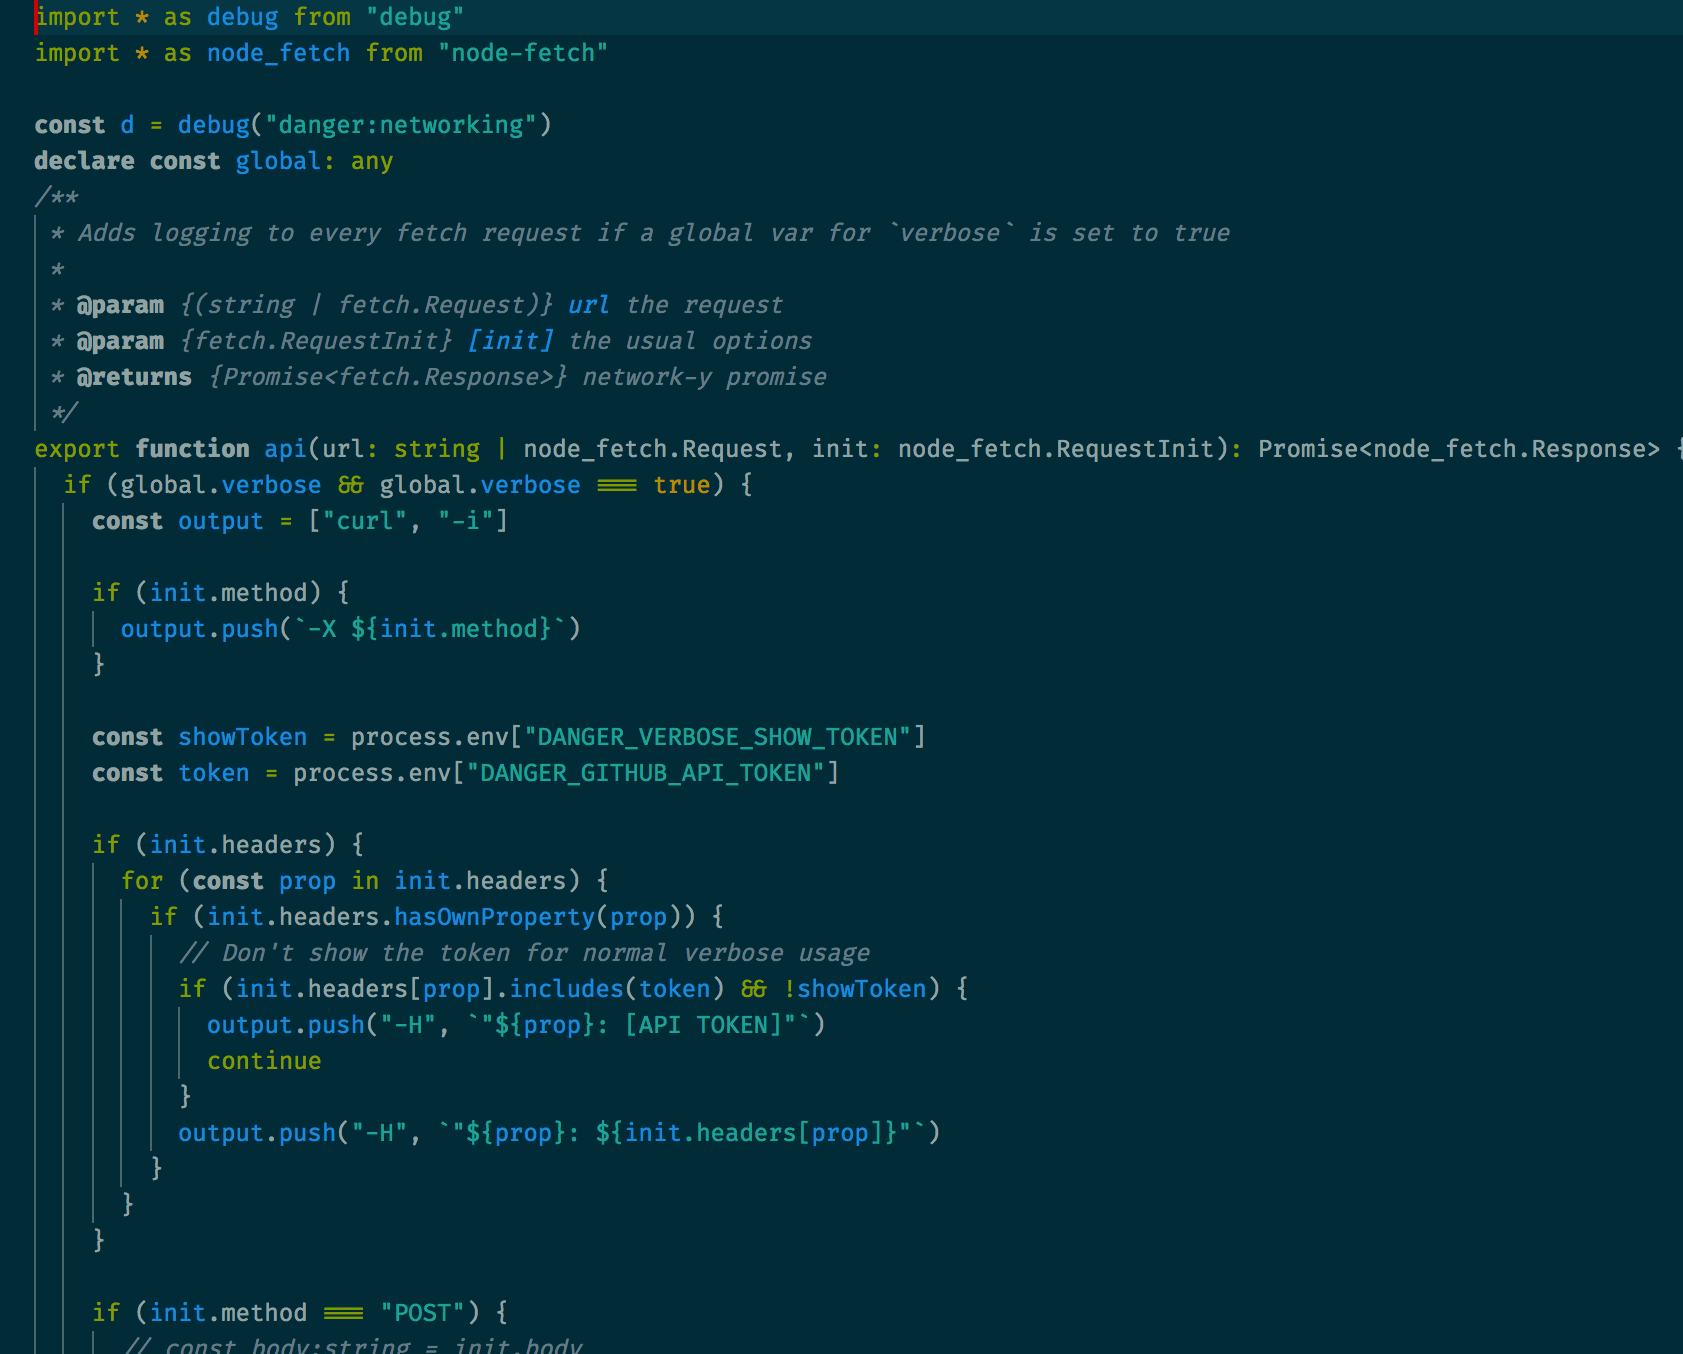 import * as debug from "debug"
import * as node_fetch from "node-fetch"

const d = debug("danger:networking")
declare const global: any
/**
 * Adds logging to every fetch request if a global var for `verbose` is set to true
 *
 * @param {(string | fetch.Request)} url the request
 * @param {fetch.RequestInit} [init] the usual options
 * @returns {Promise<fetch.Response>} network-y promise
 */
export function api(url: string | node_fetch.Request, init: node_fetch.RequestInit): Promise<node_fetch.Response> {
  if (global.verbose && global.verbose === true) {
    const output = ["curl", "-i"]

    if (init.method) {
      output.push(`-X ${init.method}`)
    }

    const showToken = process.env["DANGER_VERBOSE_SHOW_TOKEN"]
    const token = process.env["DANGER_GITHUB_API_TOKEN"]

    if (init.headers) {
      for (const prop in init.headers) {
        if (init.headers.hasOwnProperty(prop)) {
          // Don't show the token for normal verbose usage
          if (init.headers[prop].includes(token) && !showToken) {
            output.push("-H", `"${prop}: [API TOKEN]"`)
            continue
          }
          output.push("-H", `"${prop}: ${init.headers[prop]}"`)
        }
      }
    }

    if (init.method === "POST") {
      // const body:string = init.body